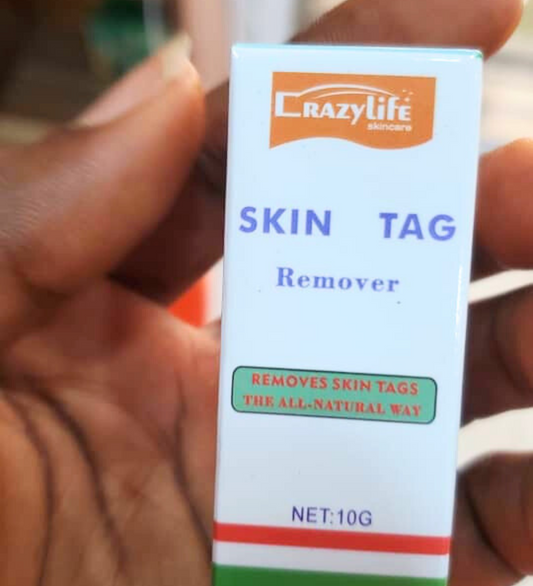 CRAZYLIFE
skincare
SKIN TAG
Remover
REMOVES SKIN TAGS
THE ALL-NATURAL WAY
NET:10G